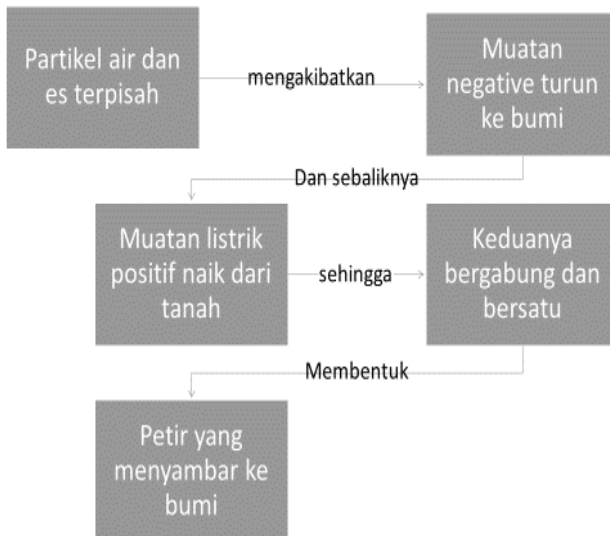 Partikel air dan
es terpisah
mengakibatkan
Muatan
negative turun
ke bumi
Dan sebaliknya
Muatan listrik
positif naik dari
tanah
sehingga
Keduanya
bergabung dan
bersatu
Membentuk
Petir yang
menyambar ke
bumi